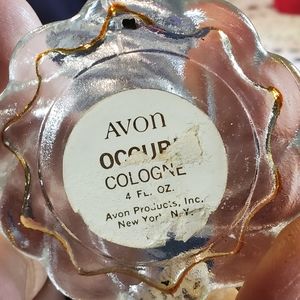 AVON
OCCUR!
COLOGNE
4 FL. OZ.
Avon Products, Inc.
New York N.Y.